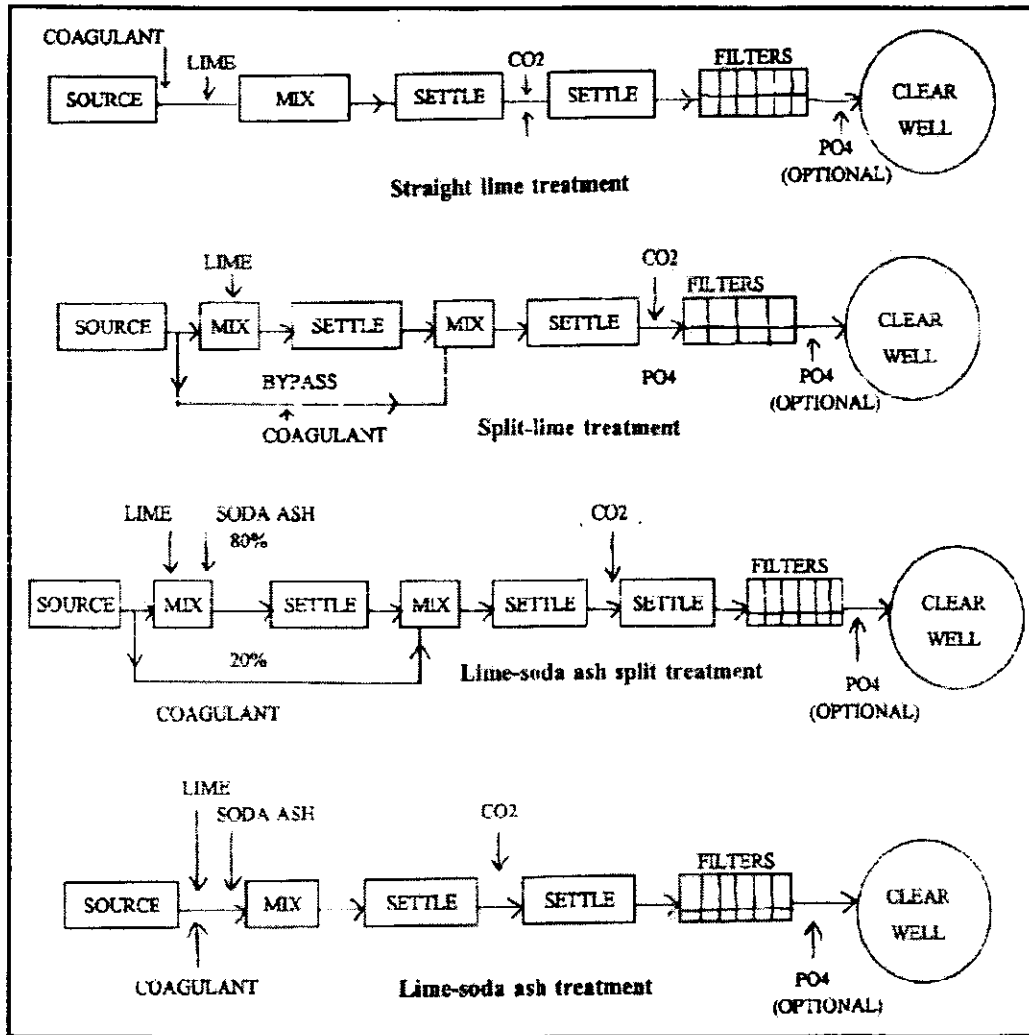 COAGULANT
LIME
CO2
FILTERS
SOURCE
MIX
SETTLE
SETTLE
CLEAR
WELL
PO4
(OPTIONAL)
Straight lime treatment
LIME
CO2
FILTERS
SOURCE
MIX
SETTLE
MIX
SETTLE
CLEAR
WELL
BYPASS
PO4
PO4
(OPTIONAL)
COAGULANT
Split-lime treatment
LIME
SODA ASH
80%
CO2
FILTERS
SOURCE
MIX
SETTLE
MIX
SETTLE
SETTLE
CLEAR
WELL
20%
Lime-soda ash split treatment
PO4
(OPTIONAL)
COAGULANT
LIME
SODA ASH
CO2
FILTERS
SOURCE
MIX
SETTLE
SETTLE
CLEAR
WELL
COAGULANT
Lime-soda ash treatment
PO4
(OPTIONAL)